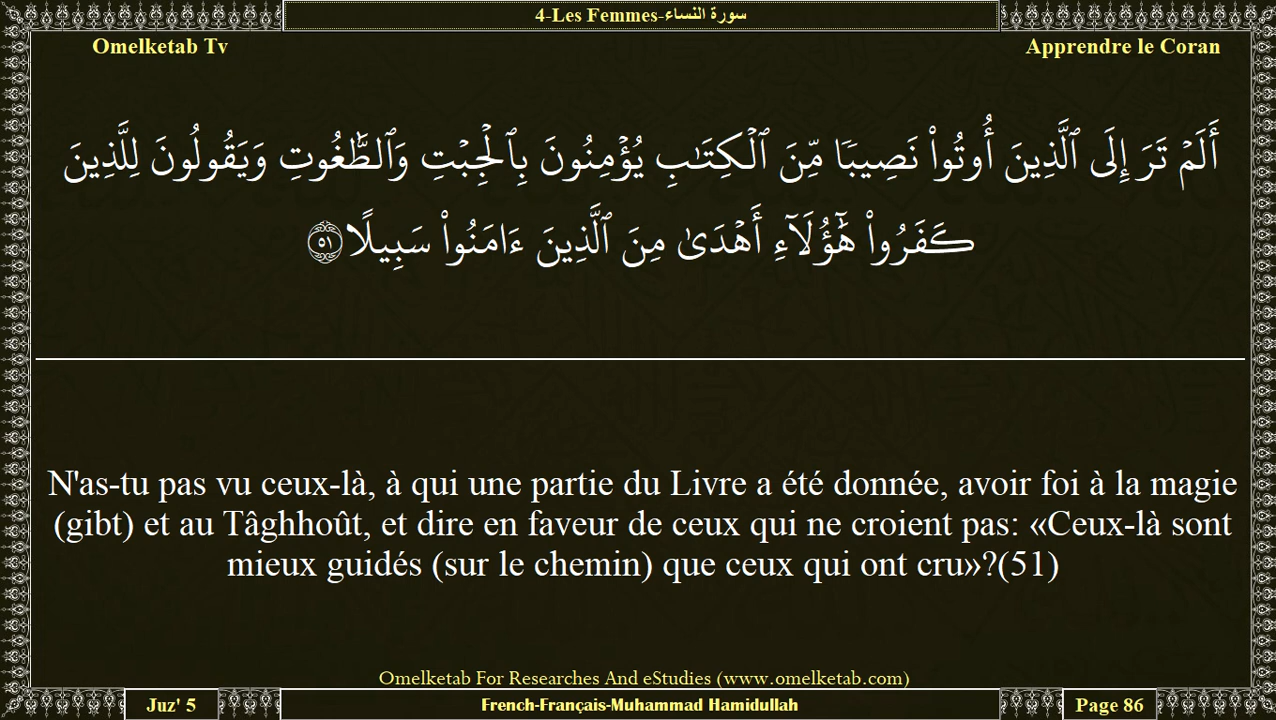 4-Les Femmes-سورة النساء
Omelketab Tv
Apprendre le Coran
أَلَمۡ تَرَ إِلَى ٱلَّذِينَ أُوتُواْ نَصِيبٗا مِّنَ ٱلۡكِتَٰبِ يُؤۡمِنُونَ بِٱلۡجِبۡتِ وَٱلطَّٰغُوتِ وَيَقُولُونَ لِلَّذِينَ
كَفَرُواْ هَٰٓؤُلَآءِ أَهۡدَىٰ مِنَ ٱلَّذِينَ ءَامَنُواْ سَبِيلًا ٥١
N'as-tu pas vu ceux-là, à qui une partie du Livre a été donnée, avoir foi à la magie
(gibt) et au Tâghhoût, et dire en faveur de ceux qui ne croient pas: «Ceux-là sont
mieux guidés (sur le chemin) que ceux qui ont cru»?(51)
Omelketab For Researches And eStudies (www.omelketab.com)
Juz' 5
French-Français-Muhammad Hamidullah
Page 86